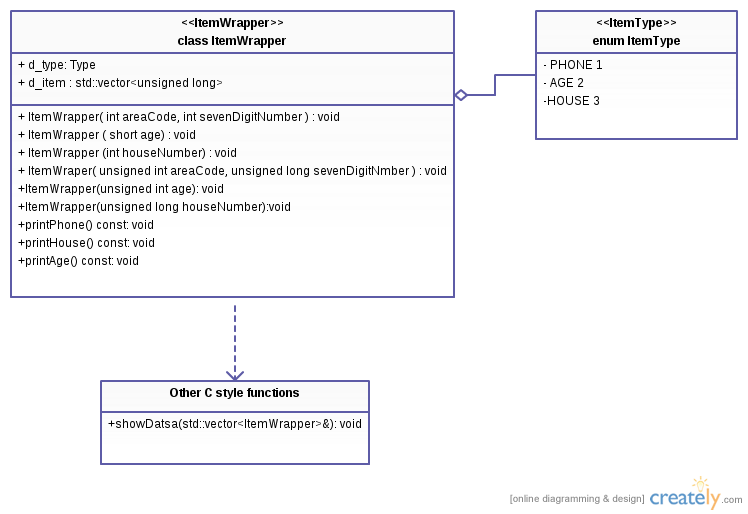 <<ItemWrapper>>
class ItemWrapper
+ d_type: Type
+ d_item : std::vector<unsigned long>
+ ItemWrapper( int areaCode, int sevenDigitNumber ) : void
+ ItemWrapper ( short age) : void
+ ItemWrapper (int houseNumber) : void
+ ItemWraper( unsigned int areaCode, unsigned long sevenDigitNmber ) : void
+ItemWrapper(unsigned int age): void
+ItemWrapper(unsigned long houseNumber):void
+printPhone() const: void
+printHouse() const: void
+printAge() const: void
<<ItemType>>
enum ItemType
- PHONE 1
- AGE 2
-HOUSE 3
Other C style functions
+showDatsa(std::vector<ItemWrapper>&): void
[online diagramming & design] creately.com